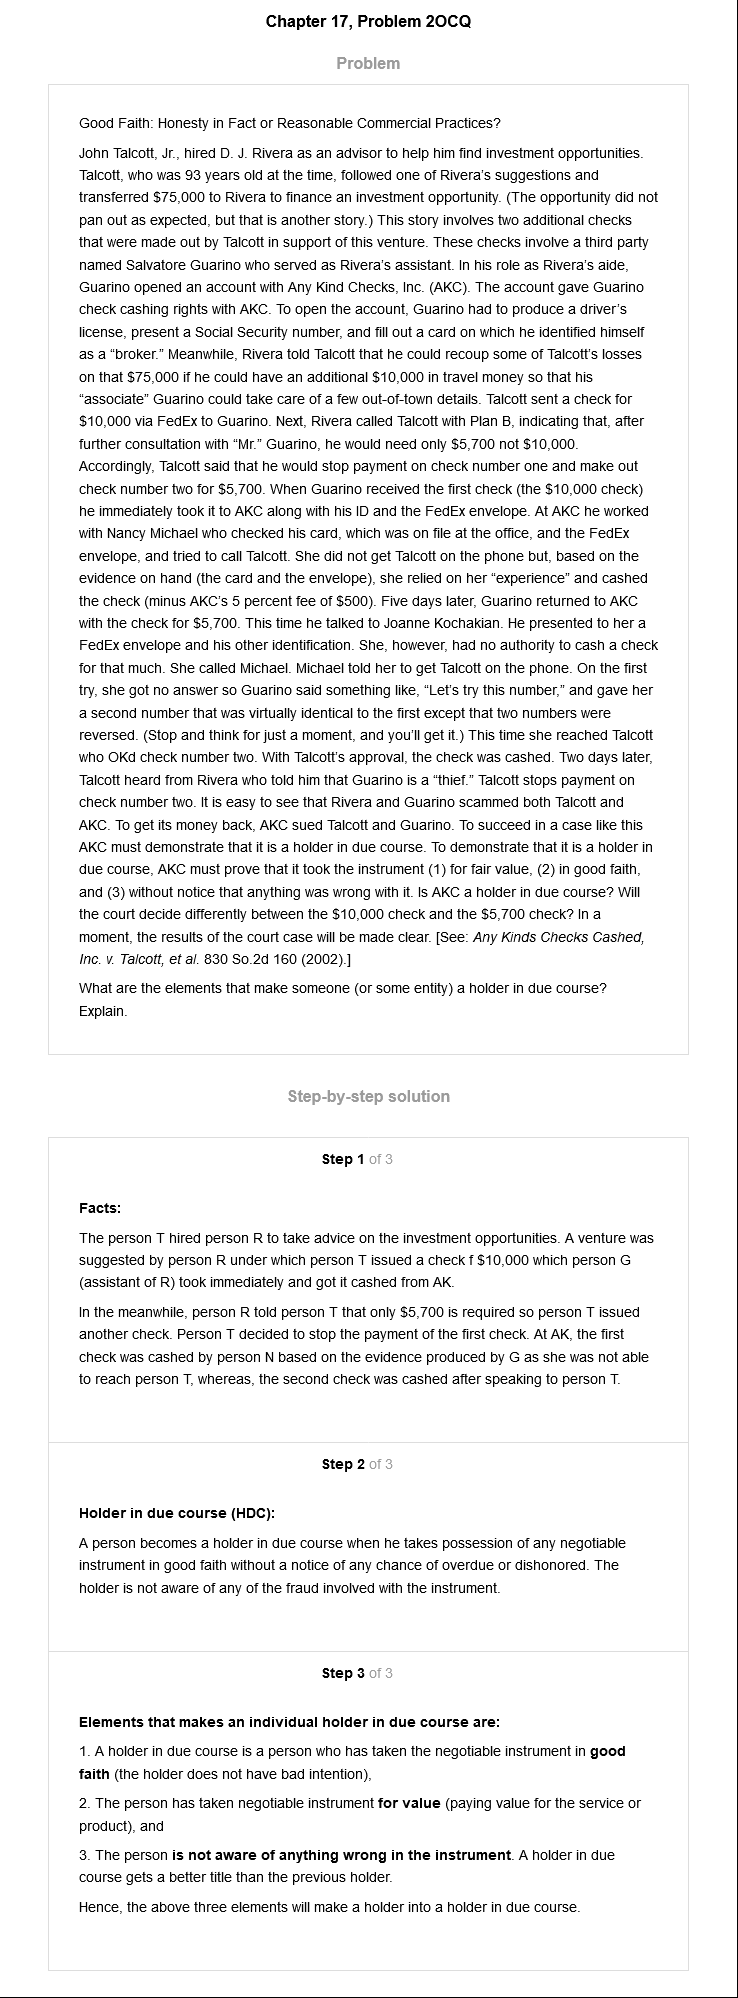 Chapter 17, Problem 2OCQ
Problem
Good Faith: Honesty in Fact or Reasonable Commercial Practices?
John Talcott, Jr., hired D. J. Rivera as an advisor to help him find investment opportunities.
Talcott, who was 93 years old at the time, followed one of Rivera's suggestions and
transferred $75,000 to Rivera to finance an investment opportunity. (The opportunity did not
pan out as expected, but that is another story.) This story involves two additional checks
that were made out by Talcott in support of this venture. These checks involve a third party
named Salvatore Guarino who served as Rivera's assistant. In his role as Rivera's aide,
Guarino opened an account with Any Kind Checks, Inc. (AKC). The account gave Guarino
check cashing rights with AKC. To open the account, Guarino had to produce a driver's
license, present a Social Security number, and fill out a card on which he identified himself
as a “broker.” Meanwhile, Rivera told Talcott that he could recoup some of Talcott's losses
on that $75,000 if he could have an additional $10,000 in travel money so that his
“associate” Guarino could take care of a few out-of-town details. Talcott sent a check for
$10,000 via FedEx to Guarino. Next, Rivera called Talcott with Plan B, indicating that, after
further consultation with “Mr.” Guarino, he would need only $5,700 not $10,000.
Accordingly, Talcott said that he would stop payment on check number one and make out
check number two for $5,700. When Guarino received the first check (the $10,000 check)
he immediately took it to AKC along with his ID and the FedEx envelope. At AKC he worked
with Nancy Michael who checked his card, which was on file at the office, and the FedEx
envelope, and tried to call Talcott. She did not get Talcott on the phone but, based on the
evidence on hand (the card and the envelope), she relied on her “experience” and cashed
the check (minus AKC's 5 percent fee of $500). Five days later, Guarino returned to AKC
with the check for $5,700. This time he talked to Joanne Kochakian. He presented to her a
FedEx envelope and his other identification. She, however, had no authority to cash a check
for that much. She called Michael. Michael told her to get Talcott on the phone. On the first
try, she got no answer so Guarino said something like, “Let's try this number,” and gave her
a second number that was virtually identical to the first except that two numbers were
reversed. (Stop and think for just a moment, and you'll get it.) This time she reached Talcott
who OKd check number two. With Talcott's approval, the check was cashed. Two days later,
Talcott heard from Rivera who told him that Guarino is a “thief.” Talcott stops payment on
check number two. It is easy to see that Rivera and Guarino scammed both Talcott and
AKC. To get its money back, AKC sued Talcott and Guarino. To succeed in a case like this
AKC must demonstrate that it is a holder in due course. To demonstrate that it is a holder in
due course, AKC must prove that it took the instrument (1) for fair value, (2) in good faith,
and (3) without notice that anything was wrong with it. Is AKC a holder in due course? Will
the court decide differently between the $10,000 check and the $5,700 check? In a
moment, the results of the court case will be made clear. [See: Any Kinds Checks Cashed,
Inc. v. Talcott, et al. 830 So.2d 160 (2002).]
What are the elements that make someone (or some entity) a holder in due course?
Explain.
Step-by-step solution
Step 1 of 3
Facts:
The person T hired person R to take advice on the investment opportunities. A venture was
suggested by person R under which person T issued a check f $10,000 which person G
(assistant of R) took immediately and got it cashed from AK.
In the meanwhile, person R told person T that only $5,700 is required so person T issued
another check. Person T decided to stop the payment of the first check. At AK, the first
check was cashed by person N based on the evidence produced by G as she was not able
to reach person T, whereas, the second check was cashed after speaking to person T.
Step 2 of 3
Holder in due course (HDC):
A person becomes a holder in due course when he takes possession of any negotiable
instrument in good faith without a notice of any chance of overdue or dishonored. The
holder is not aware of any of the fraud involved with the instrument.
Step 3 of 3
Elements that makes an individual holder in due course are:
1. A holder in due course is a person who has taken the negotiable instrument in good
faith (the holder does not have bad intention),
2. The person has taken negotiable instrument for value (paying value for the service or
product), and
3. The person is not aware of anything wrong in the instrument. A holder in due
course gets a better title than the previous holder.
Hence, the above three elements will make a holder into a holder in due course.